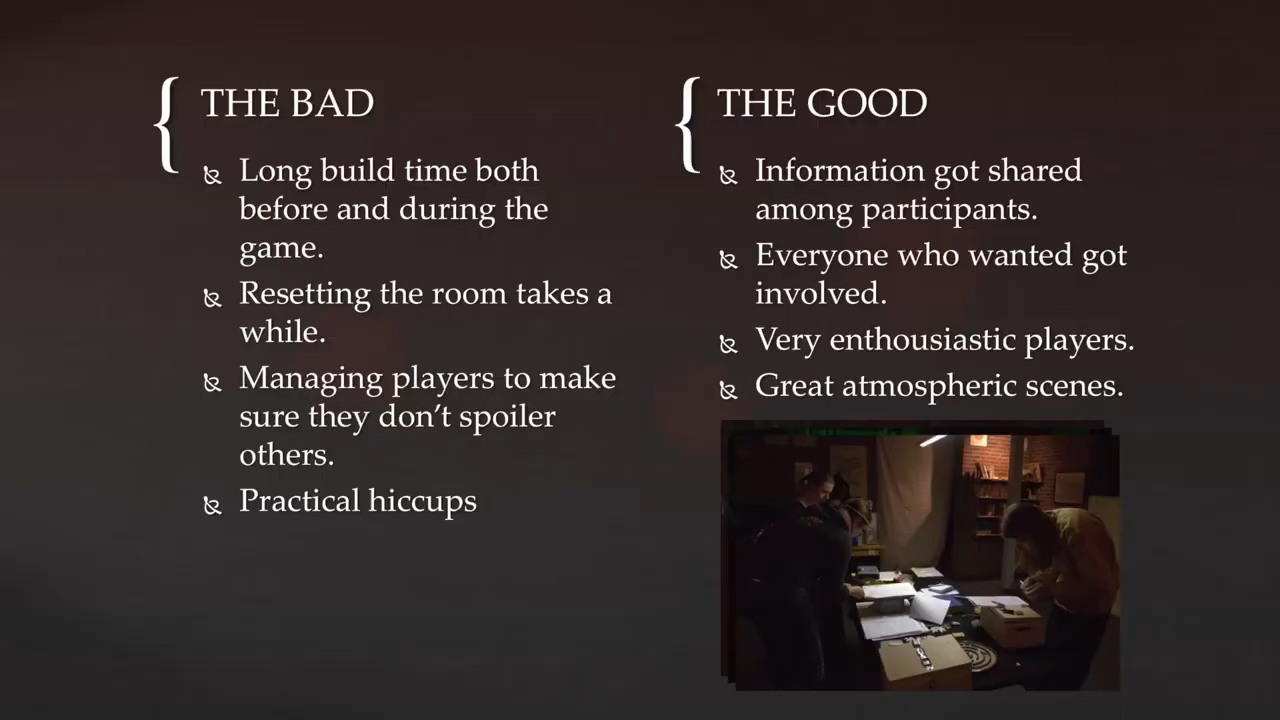 THE BAD
Long build time both
before and during the
game.
Resetting the room takes a
while.
Managing players to make
sure they don’t spoiler
others.
Practical hiccups
THE GOOD
Information got shared
among participants.
Everyone who wanted got
involved.
Very enthousiastic players.
Great atmospheric scenes.